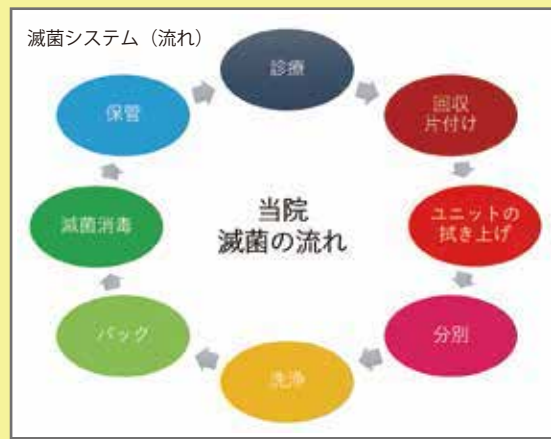 滅菌システム（流れ）
診療
回収
片付け
ユニットの
拭き上げ
分別
洗浄
パック
滅菌消毒
保管
当院
滅菌の流れ